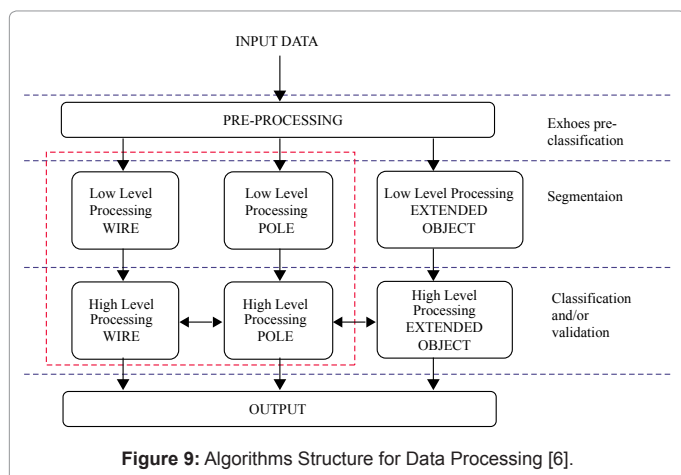 INPUT DATA
PRE-PROCESSING
Exhoes pre-
classification
Low Level
Processing
WIRE
Low Level
Processing
POLE
Low Level Processing
EXTENDED
OBJECT
Segmentaion
High Level
Processing
WIRE
High Level
Processing
POLE
High Level
Processing
EXTENDED
OBJECT
Classification
and/or
validation
OUTPUT
Figure 9: Algorithms Structure for Data Processing [6].